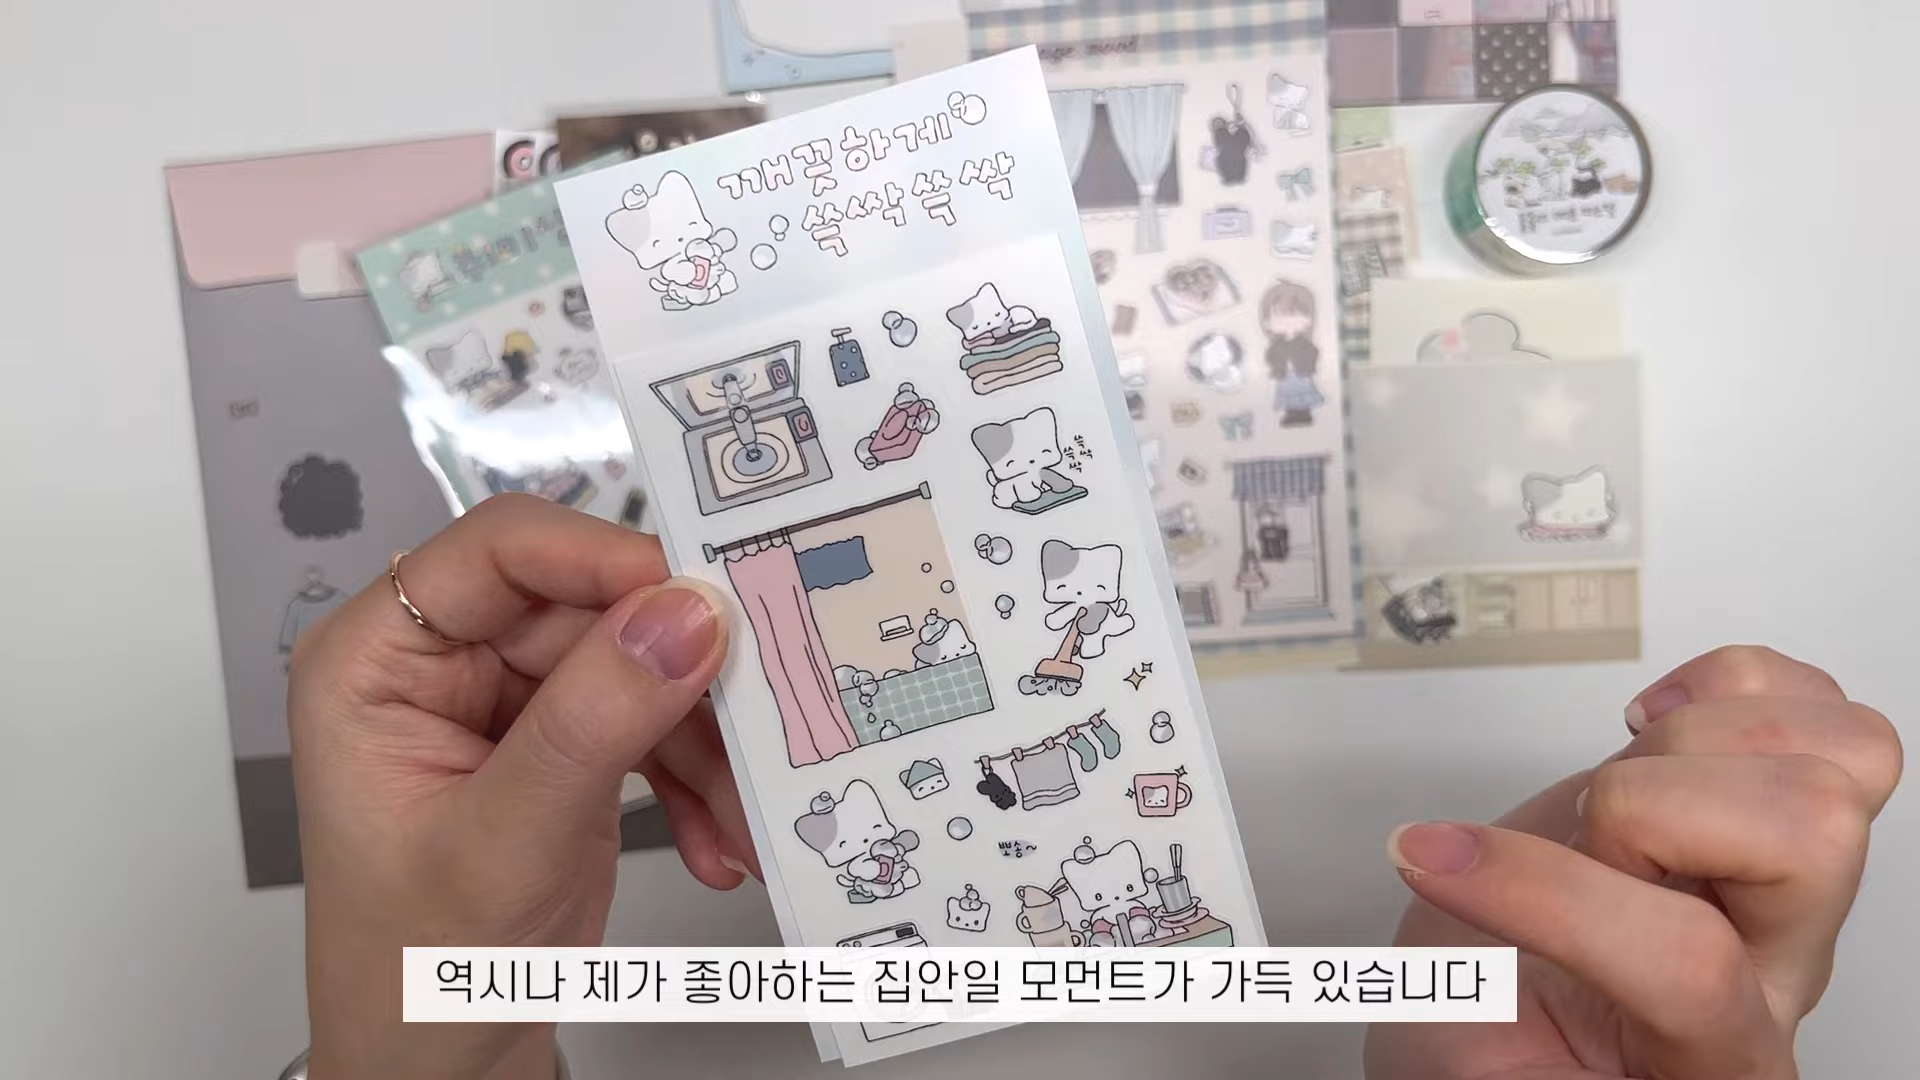 깨끗하게
쓱싹쓱싹
쓱
쓱싹
싹
뽀송~
역시나 제가 좋아하는 집안일 모먼트가 가득 있습니다